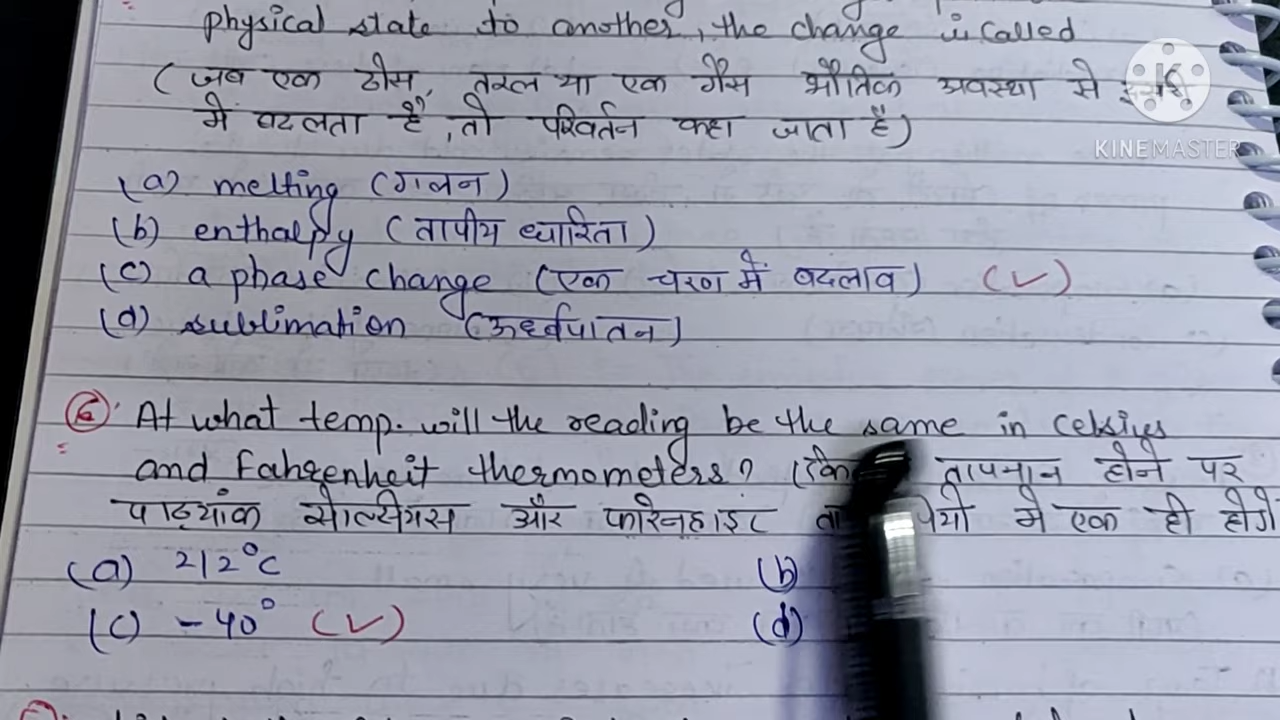 physical state to another, the change is called
(जब एक ठोस, तरल या एक गैस भौतिक अवस्था से
में बदलता है, तो परिवर्तन कहा जाता है)
KINEMASTER
(a) melting (गलन)
(b) enthalpy (तापीय धारिता)
(c) a phase change (एक चरण में बदलाव) (✓)
(d) sublimation (ऊर्ध्वपातन)
6. At what temp. will the reading be the same in Celsius
and Fahrenheit thermometers? ( तापमान होने पर
पाठ्यांक सेल्सीयस और फारेनहाइट में एक ही होगे
(a) 212°C (b)
(c) -40° (✓) (d)